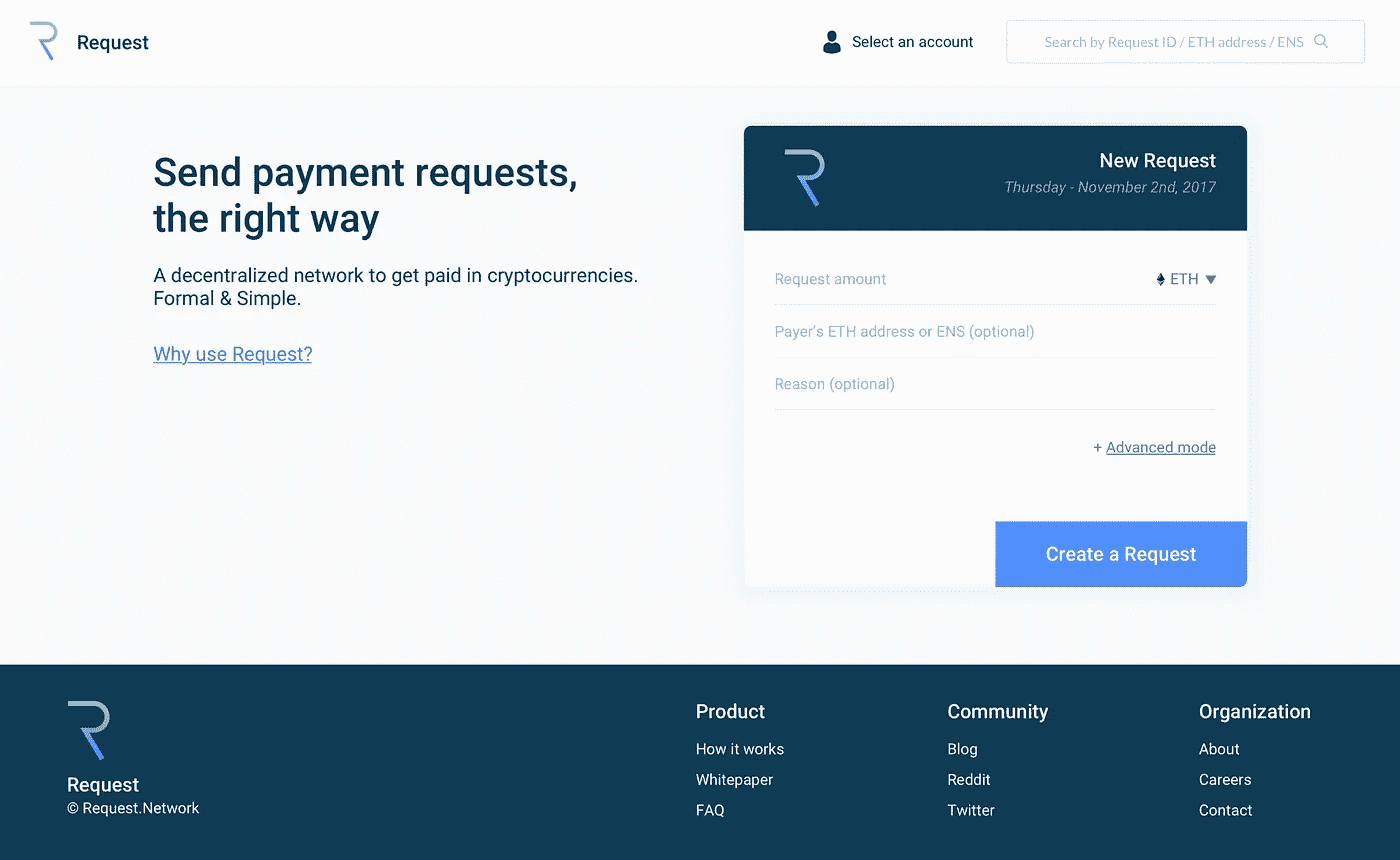 Request
Select an account
Search by Request ID / ETH address / ENS
Send payment requests,
the right way
A decentralized network to get paid in cryptocurrencies.
Formal & Simple.
Why use Request?
New Request
Thursday - November 2nd, 2017
Request amount
ETH
Payer's ETH address or ENS (optional)
Reason (optional)
+ Advanced mode
Create a Request
Request
© Request.Network
Product
How it works
Whitepaper
FAQ
Community
Blog
Reddit
Twitter
Organization
About
Careers
Contact